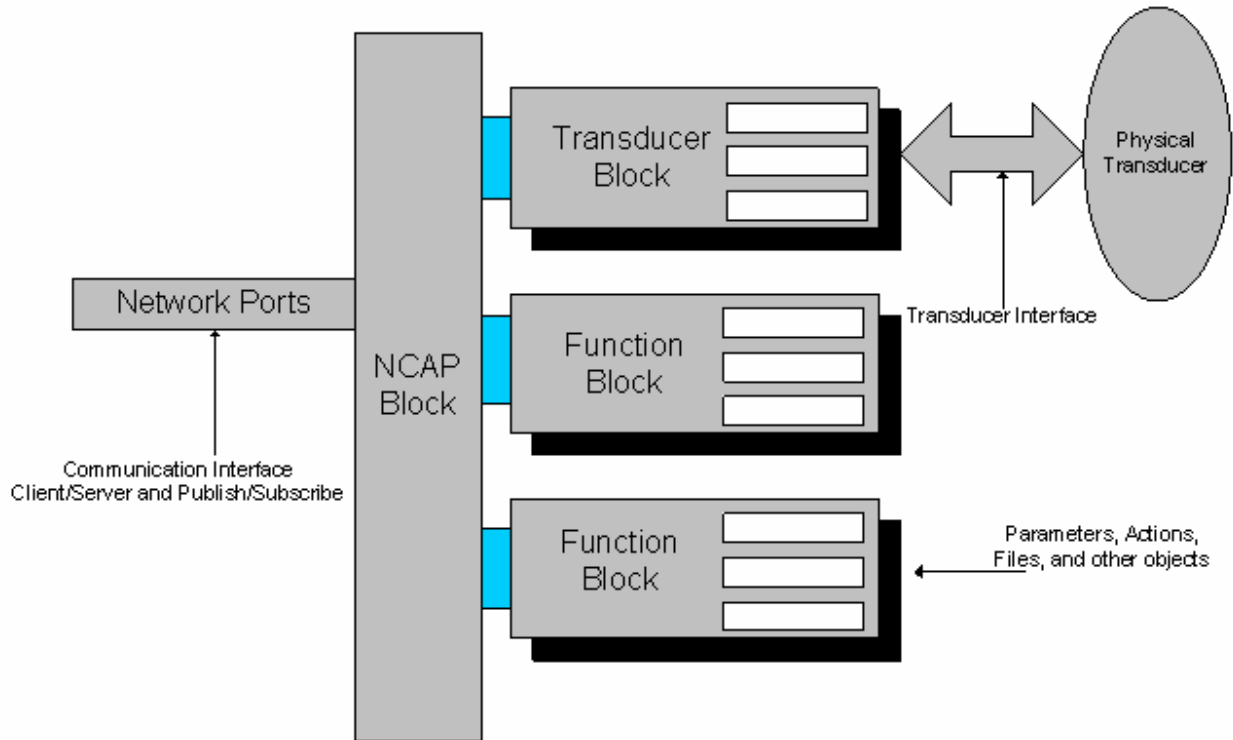 Transducer
Block
Physical
Transducer
Network Ports
Transducer Interface
NCAP
Block
Function
Block
Communication Interface
Client/Server and Publish/Subscribe
Function
Block
Parameters, Actions,
Files, and other objects